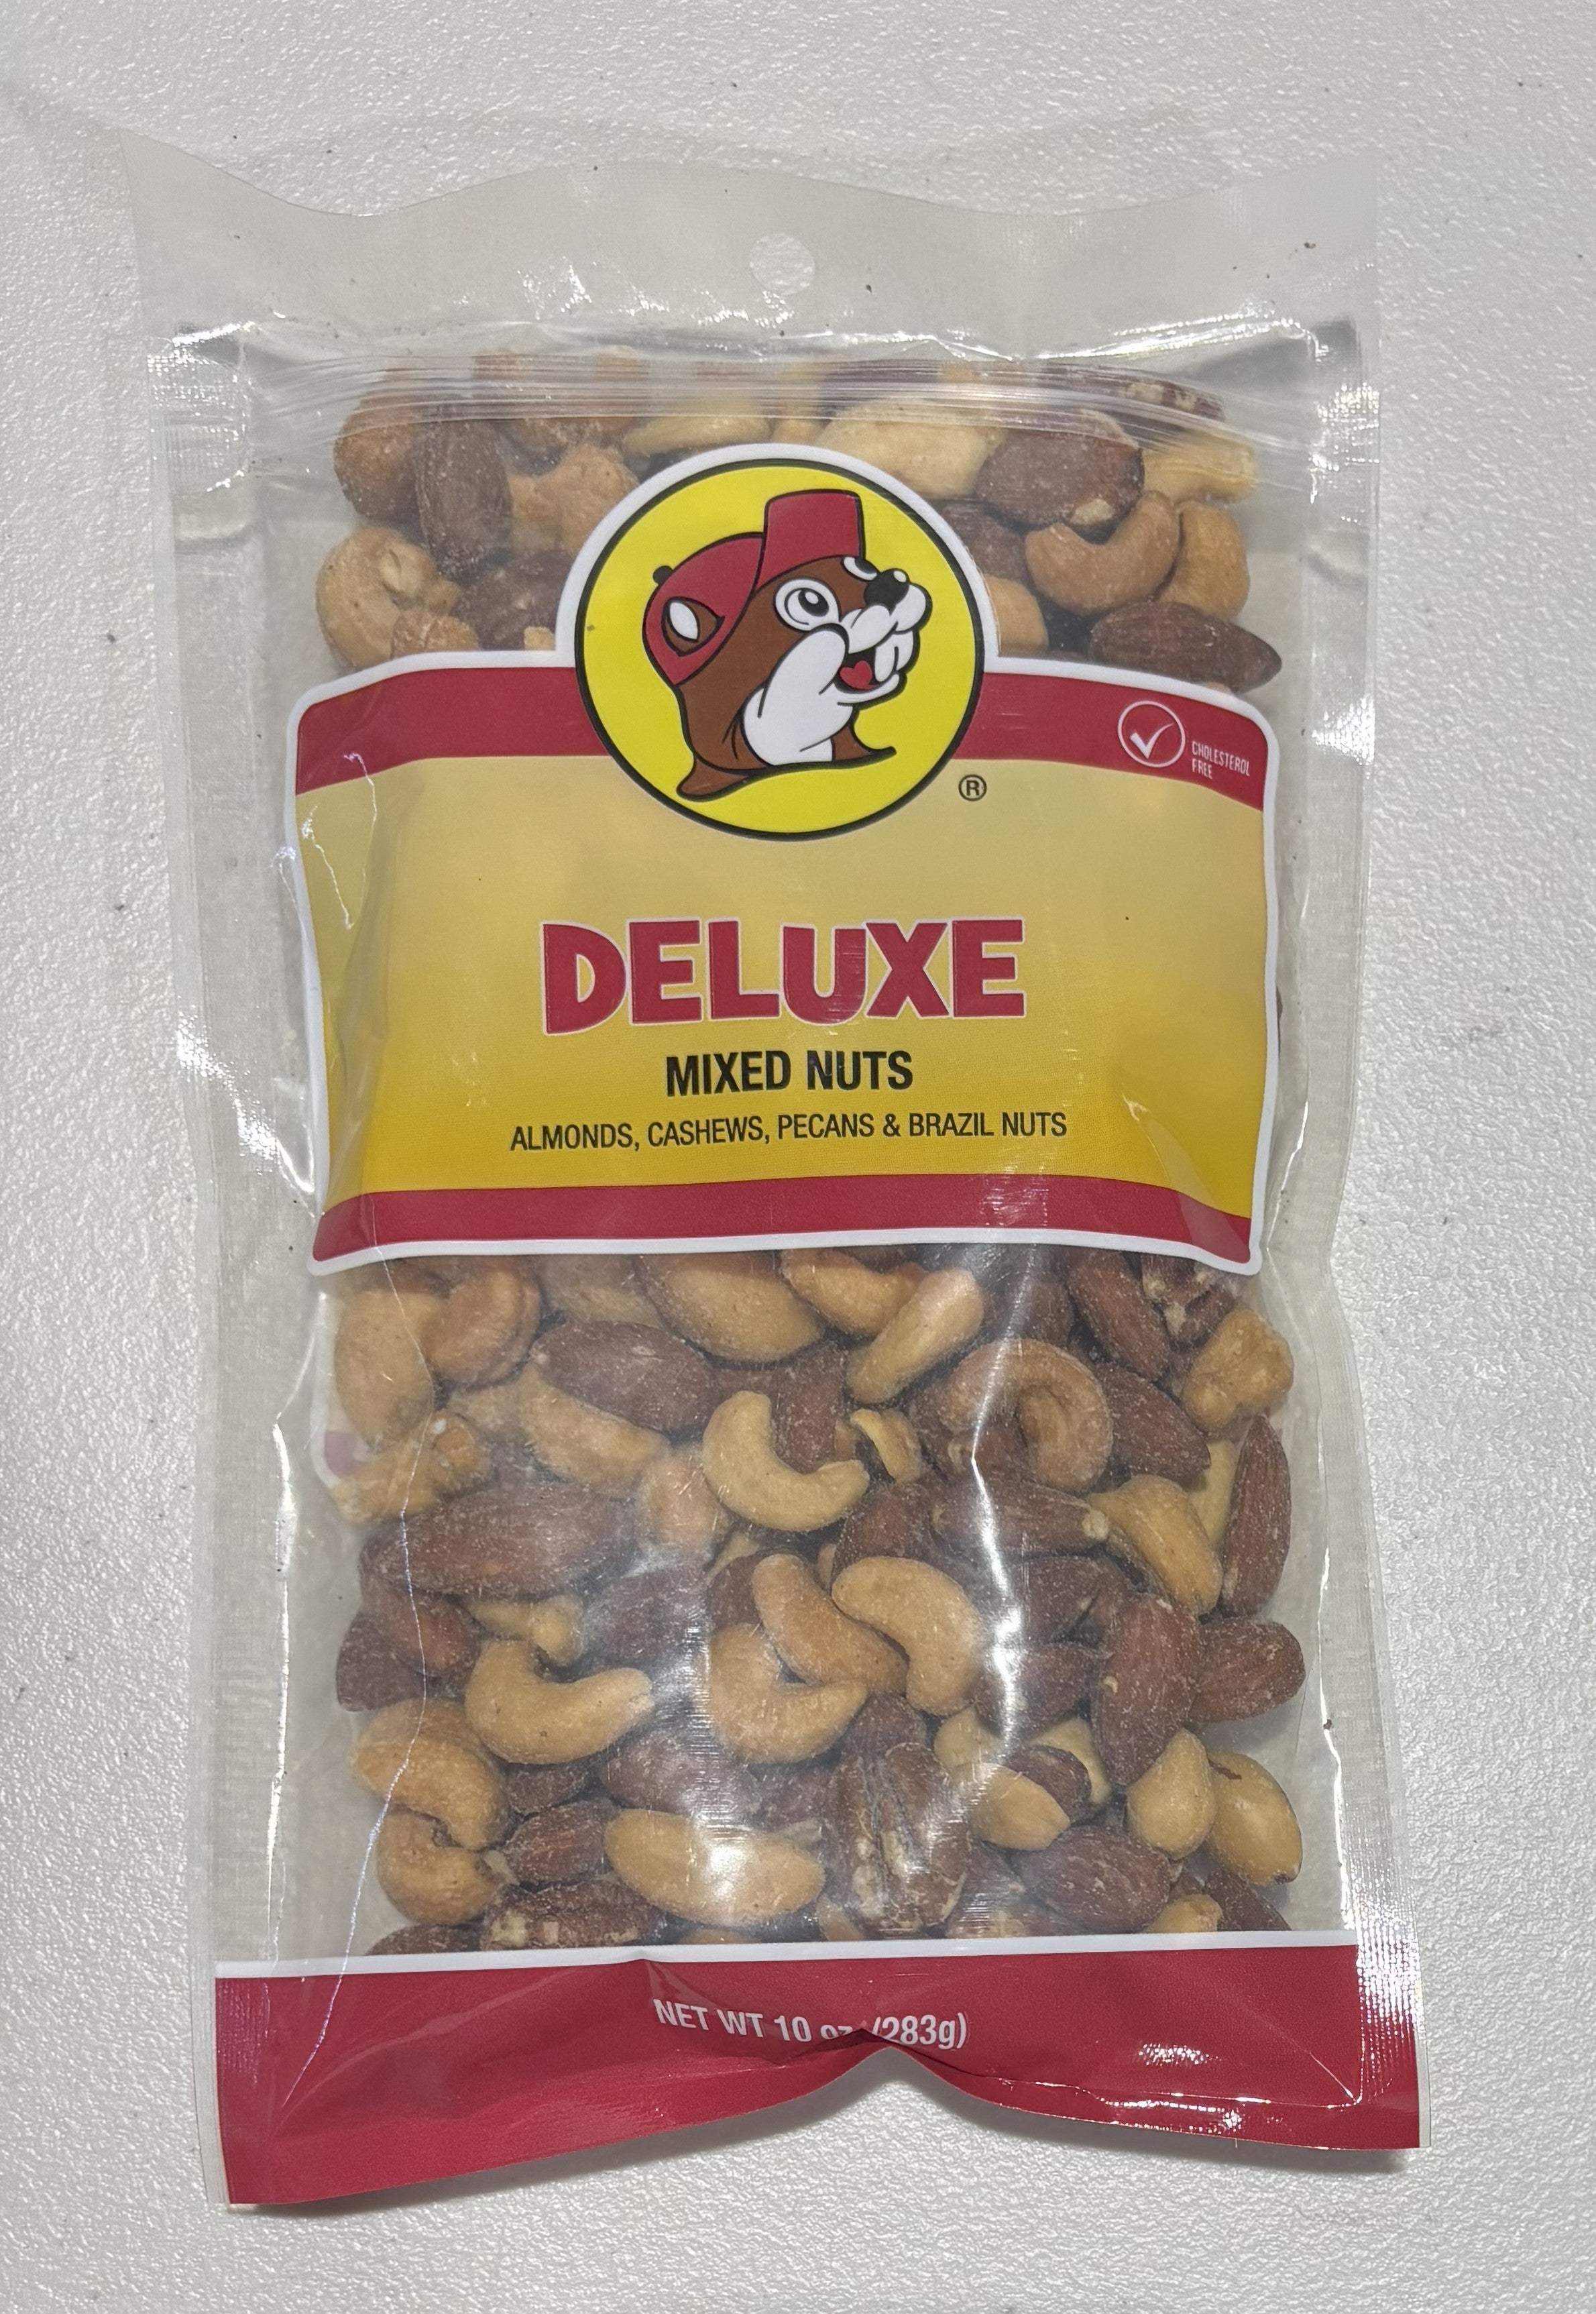 CHOLESTEROL
FREE
®
DELUXE
MIXED NUTS
ALMONDS, CASHEWS, PECANS & BRAZIL NUTS
NET WT 10 oz. (283g)